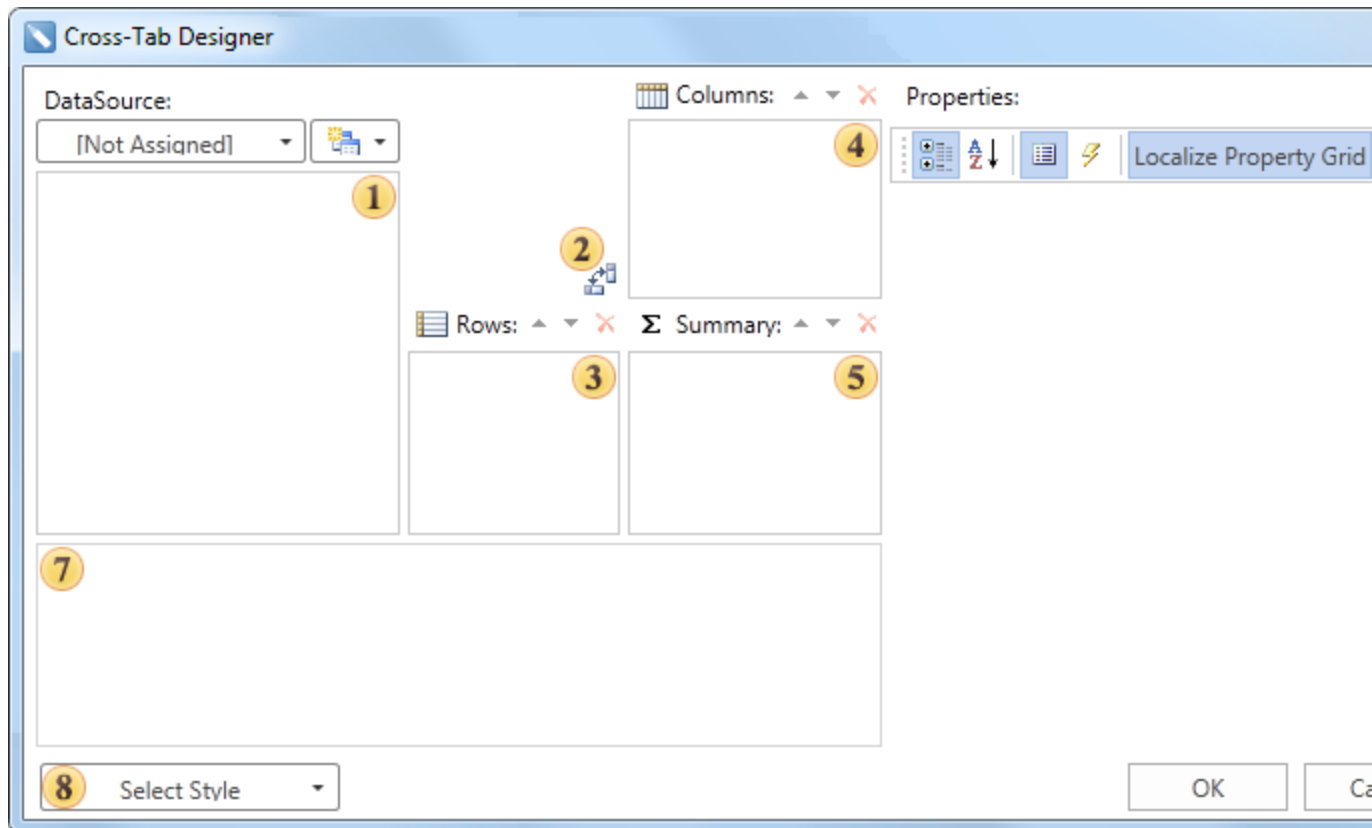 Cross-Tab Designer
DataSource:
Columns:
Properties:
[Not Assigned]
4
Localize Property Grid
1
2
Rows:
Σ Summary:
3
5
7
8
Select Style
OK
Ca